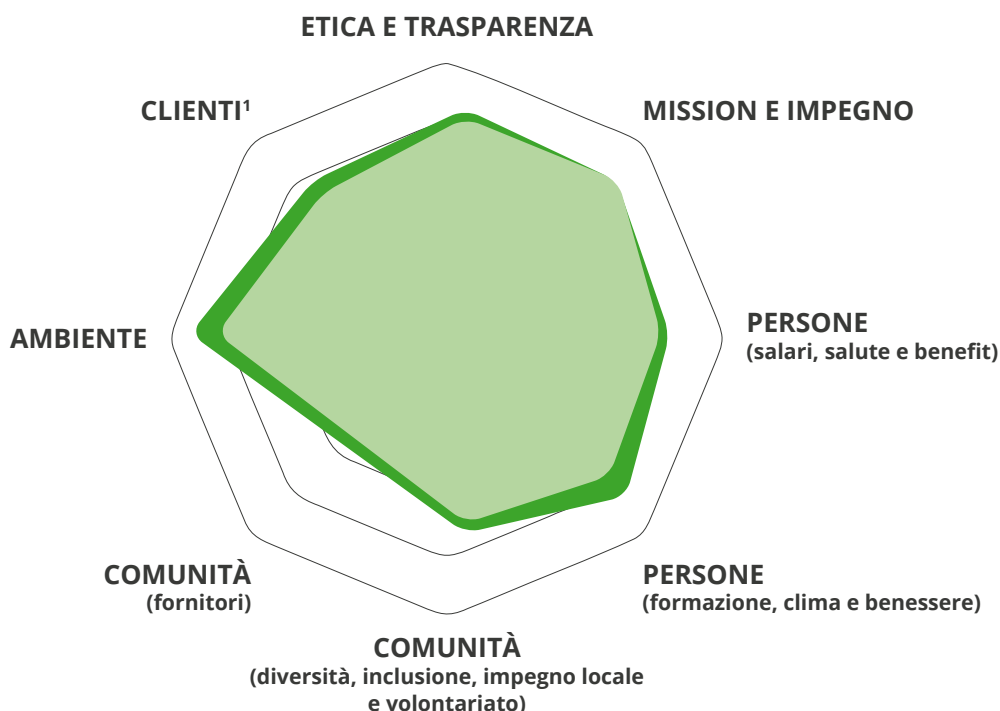 ETICA E TRASPARENZA
CLIENTI¹
MISSION E IMPEGNO
AMBIENTE
PERSONE
(salari, salute e benefit)
COMUNITÀ
(fornitori)
PERSONE
(formazione, clima e benessere)
COMUNITÀ
(diversità, inclusione, impegno locale
e volontariato)